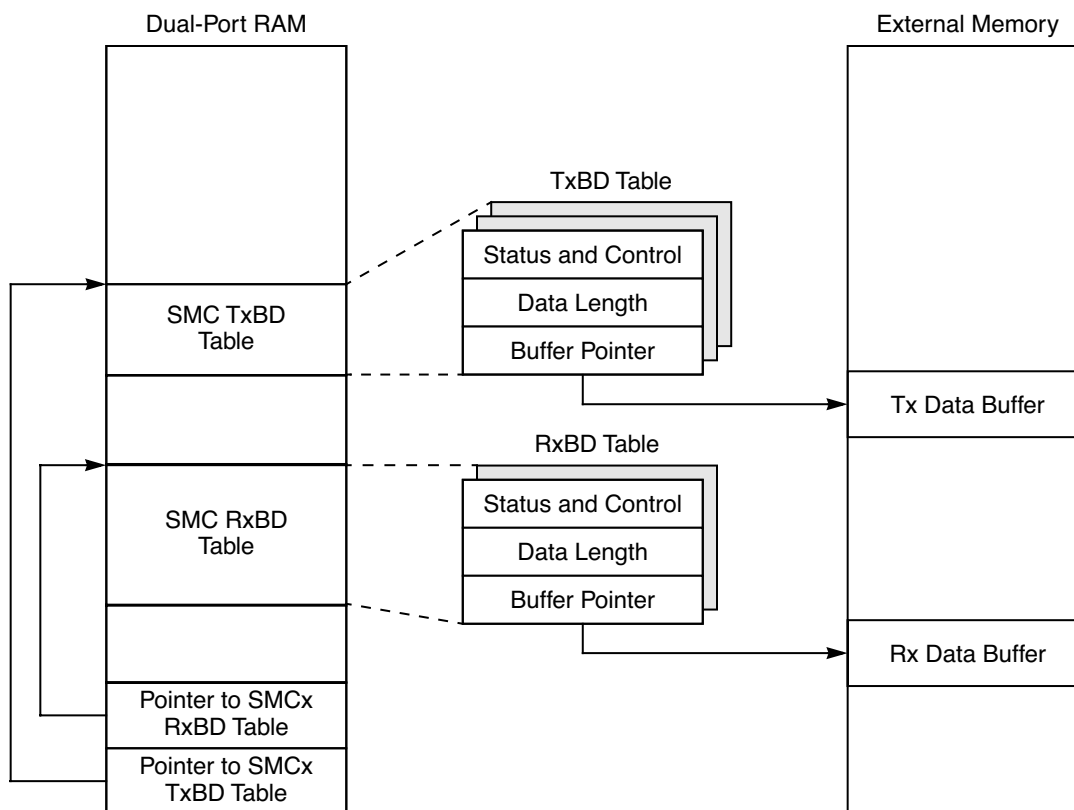 Dual-Port RAM
External Memory
TxBD Table
Status and Control
Data Length
Buffer Pointer
SMC TxBD
Table
Tx Data Buffer
RxBD Table
Status and Control
Data Length
Buffer Pointer
SMC RxBD
Table
Rx Data Buffer
Pointer to SMCx
RxBD Table
Pointer to SMCx
TxBD Table